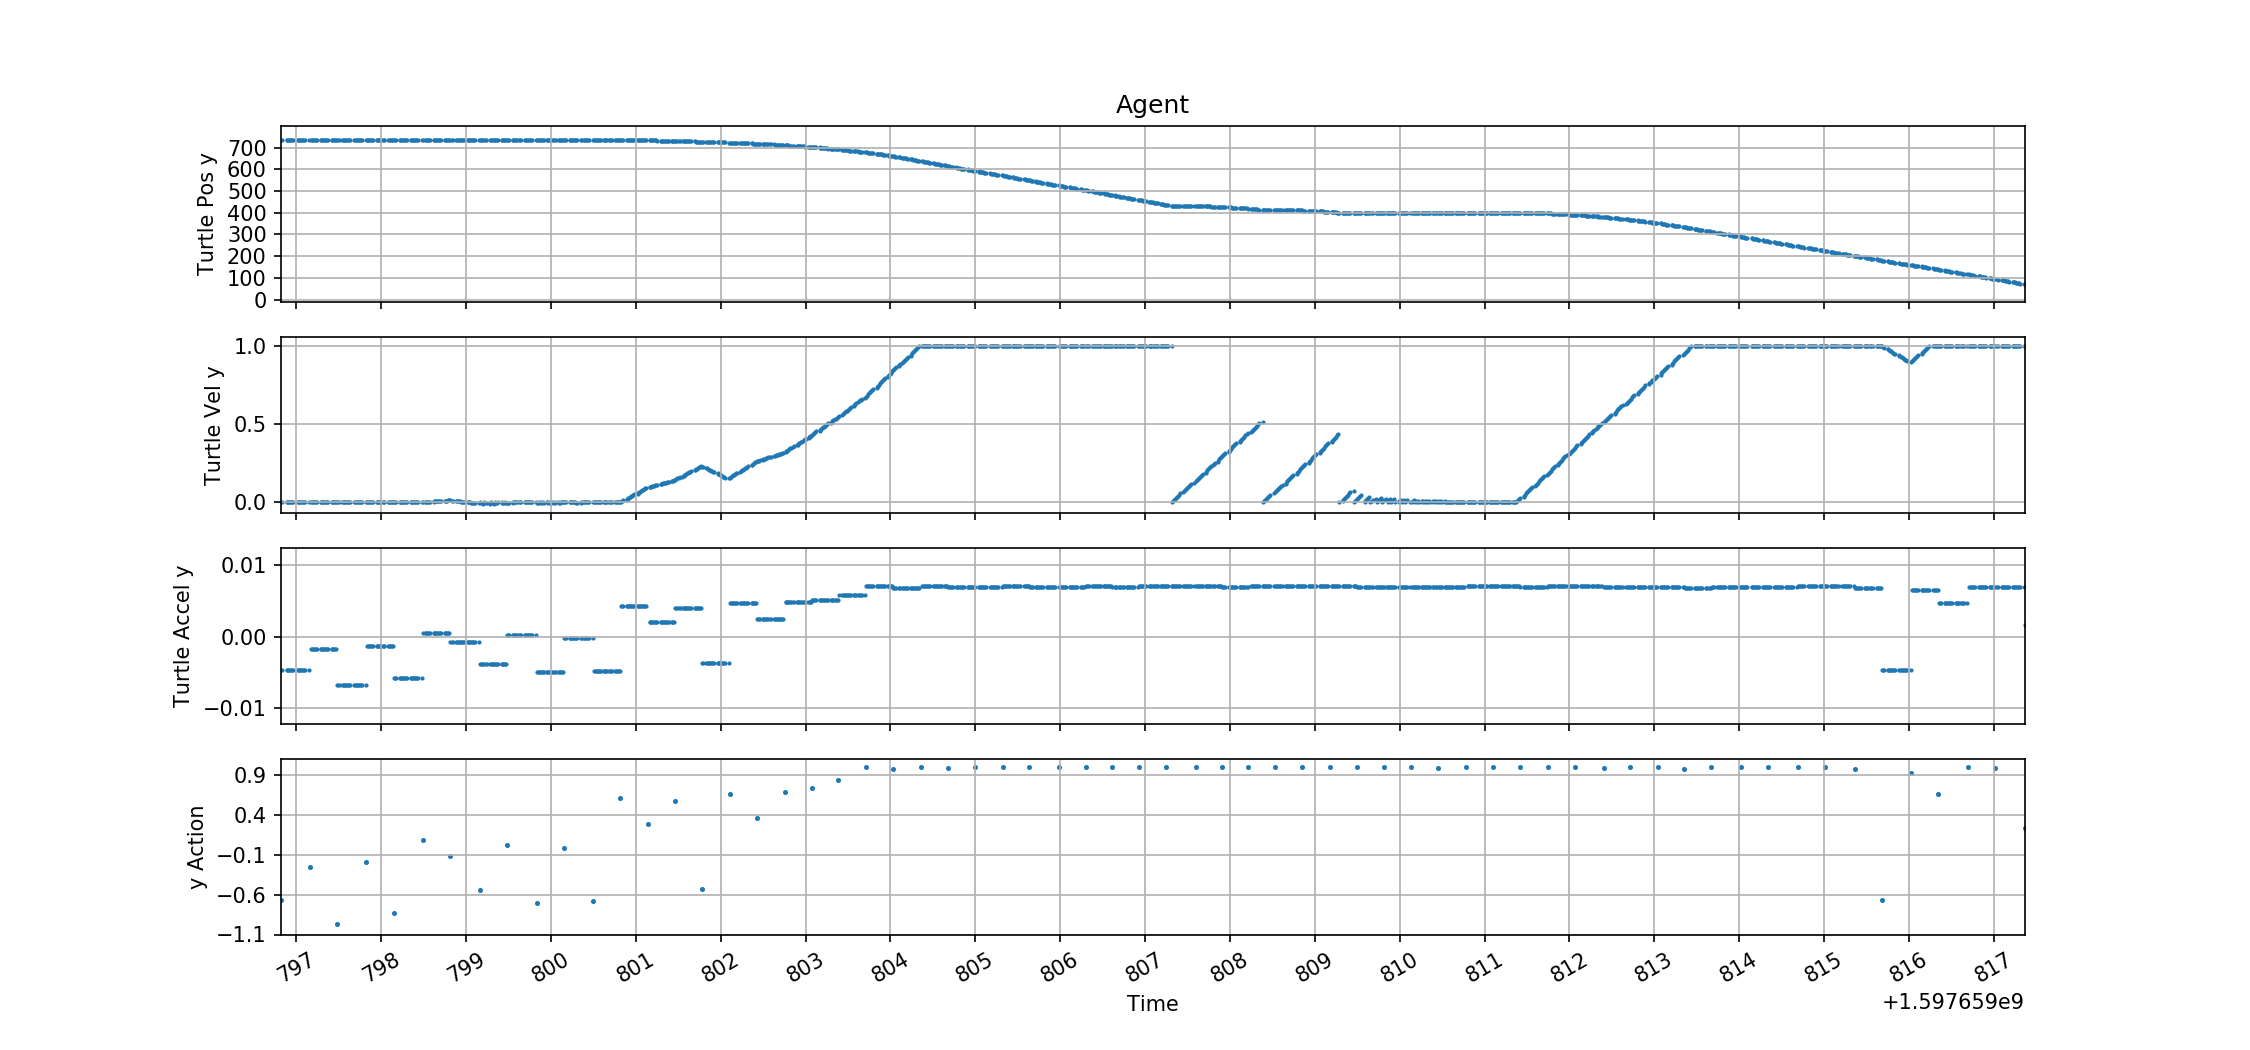 Agent
Turtle Pos y
700
600
500
400
300
200
100
0
Turtle Vel y
1.0
0.5
0.0
Turtle Accel y
0.01
0.00
−0.01
y Action
0.9
0.4
−0.1
−0.6
−1.1
797 798 799 800 801 802 803 804 805 806 807 808 809 810 811 812 813 814 815 816 817
Time
+1.597659e9